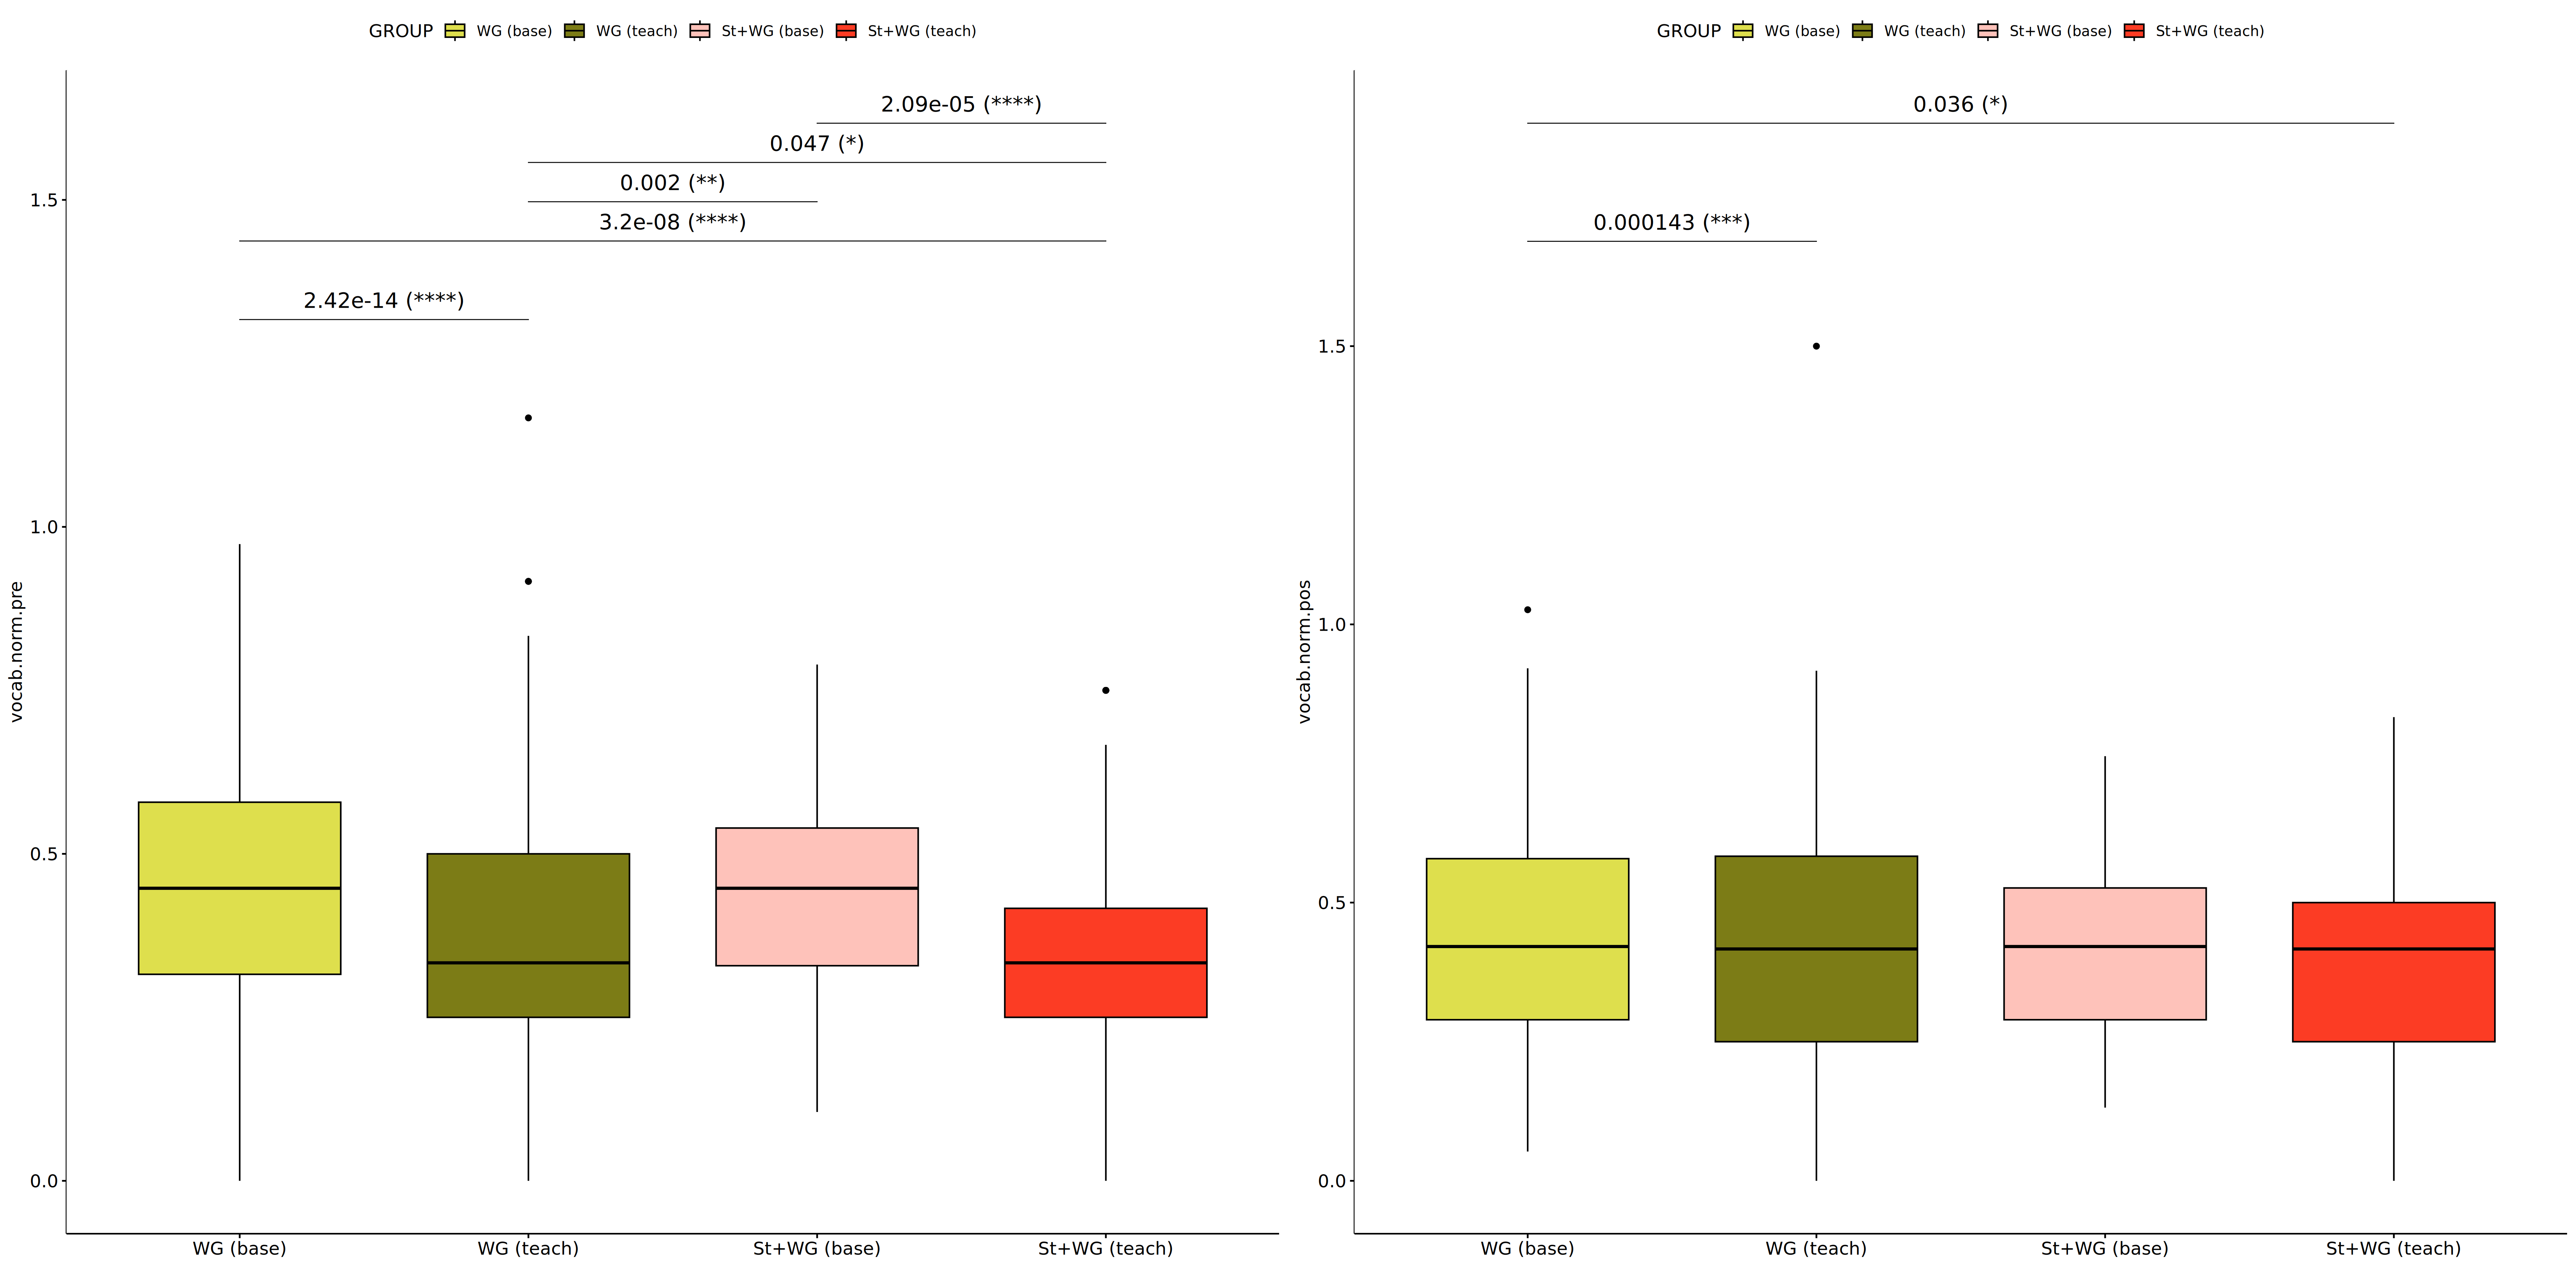 GROUP WG (base) WG (teach) St+WG (base) St+WG (teach)
2.09e-05 (****)
0.047 (*)
0.002 (**)
3.2e-08 (****)
2.42e-14 (****)
1.5
1.0
0.5
0.0
vocab.norm.pre
WG (base) WG (teach) St+WG (base) St+WG (teach)
GROUP WG (base) WG (teach) St+WG (base) St+WG (teach)
0.036 (*)
0.000143 (***)
1.5
1.0
0.5
0.0
vocab.norm.pos
WG (base) WG (teach) St+WG (base) St+WG (teach)